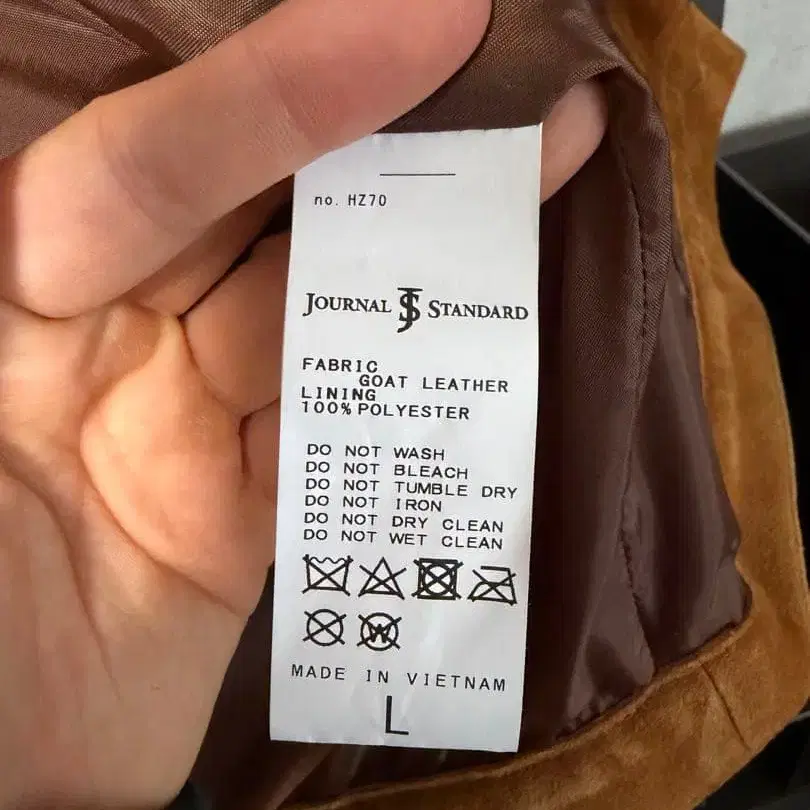 no. HZ70
JOURNAL JS STANDARD
FABRIC
GOAT LEATHER
LINING
100% POLYESTER
DO NOT WASH
DO NOT BLEACH
DO NOT TUMBLE DRY
DO NOT IRON
DO NOT DRY CLEAN
DO NOT WET CLEAN
W
MADE IN VIETNAM
L